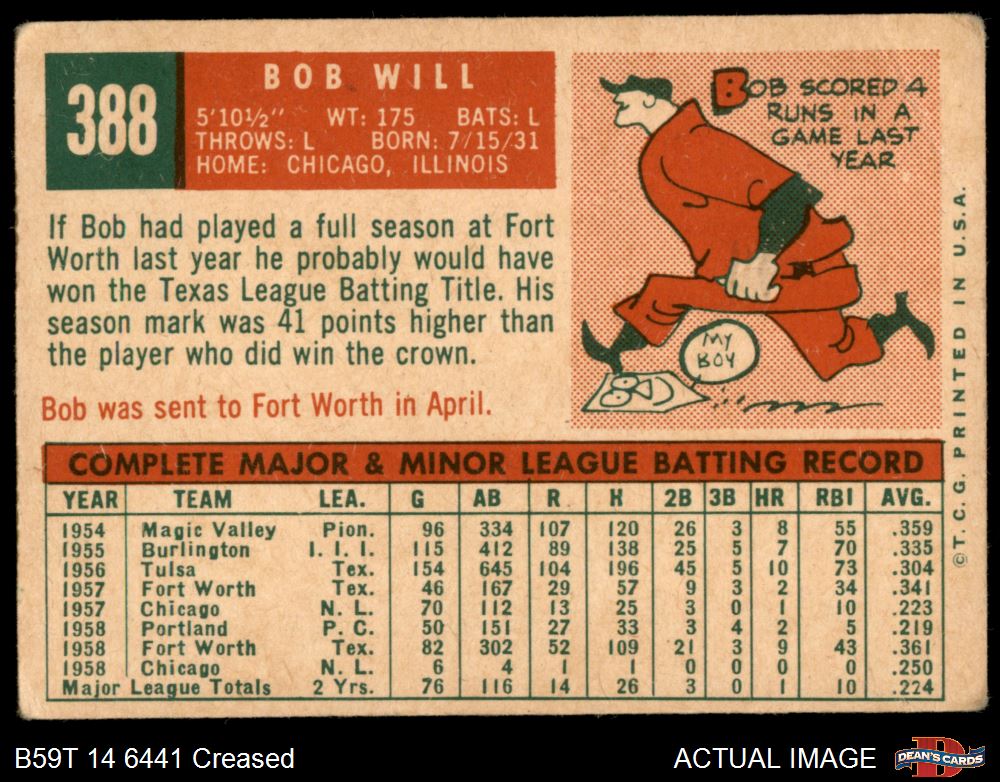 388
BOB WILL
5'10½" WT: 175 BATS: L
THROWS: L BORN: 7/15/31
HOME: CHICAGO, ILLINOIS
BOB SCORED 4
RUNS IN A
GAME LAST
YEAR
MY
BOY
If Bob had played a full season at Fort
Worth last year he probably would have
won the Texas League Batting Title. His
season mark was 41 points higher than
the player who did win the crown.
Bob was sent to Fort Worth in April.
COMPLETE MAJOR & MINOR LEAGUE BATTING RECORD
YEAR TEAM LEA. G AB R H 2B 3B HR RBI AVG.
1954 Magic Valley Pion. 96 334 107 120 26 3 8 55 .359
1955 Burlington I. I. I. 115 412 89 138 25 5 7 70 .335
1956 Tulsa Tex. 154 645 104 196 45 5 10 73 .304
1957 Fort Worth Tex. 46 167 29 57 9 3 2 34 .341
1957 Chicago N. L. 70 112 13 25 3 0 1 10 .223
1958 Portland P. C. 50 151 27 33 3 4 2 5 .219
1958 Fort Worth Tex. 82 302 52 109 21 3 9 43 .361
1958 Chicago N. L. 6 4 1 1 0 0 0 0 .250
Major League Totals 2 Yrs. 76 116 14 26 3 0 1 10 .224
© T. C. G. PRINTED IN U.S.A.
B59T 14 6441 Creased
ACTUAL IMAGE
D
DEAN'S CARDS